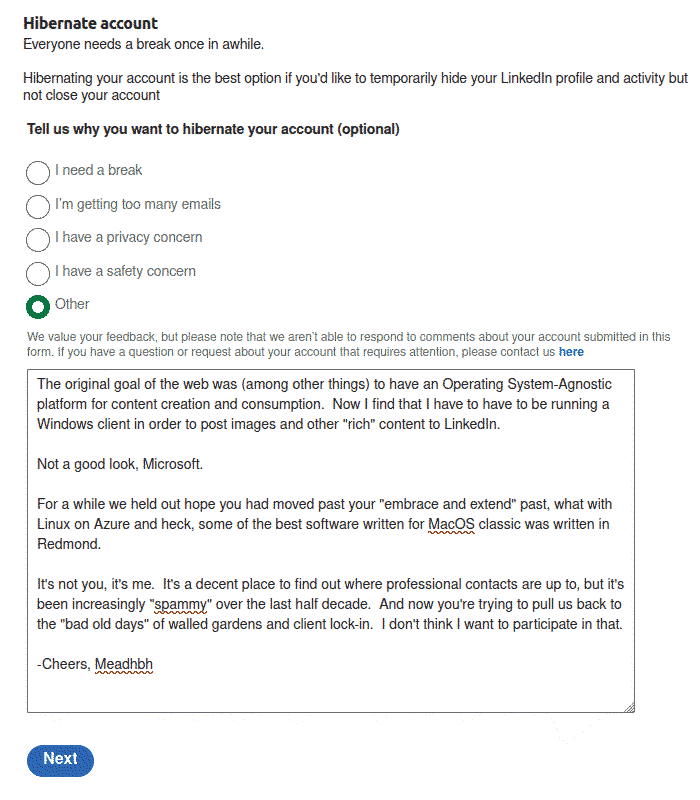 Hibernate account
Everyone needs a break once in awhile.
Hibernating your account is the best option if you'd like to temporarily hide your LinkedIn profile and activity but
not close your account
Tell us why you want to hibernate your account (optional)
I need a break
I'm getting too many emails
I have a privacy concern
I have a safety concern
Other
We value your feedback, but please note that we aren't able to respond to comments about your account submitted in this
form. If you have a question or request about your account that requires attention, please contact us here
The original goal of the web was (among other things) to have an Operating System-Agnostic
platform for content creation and consumption.  Now I find that I have to have to be running a
Windows client in order to post images and other "rich" content to LinkedIn.
Not a good look, Microsoft.
For a while we held out hope you had moved past your "embrace and extend" past, what with
Linux on Azure and heck, some of the best software written for MacOS classic was written in
Redmond.
It's not you, it's me.  It's a decent place to find out where professional contacts are up to, but it's
been increasingly "spammy" over the last half decade.  And now you're trying to pull us back to
the "bad old days" of walled gardens and client lock-in.  I don't think I want to participate in that.
-Cheers, Meadhbh
Next